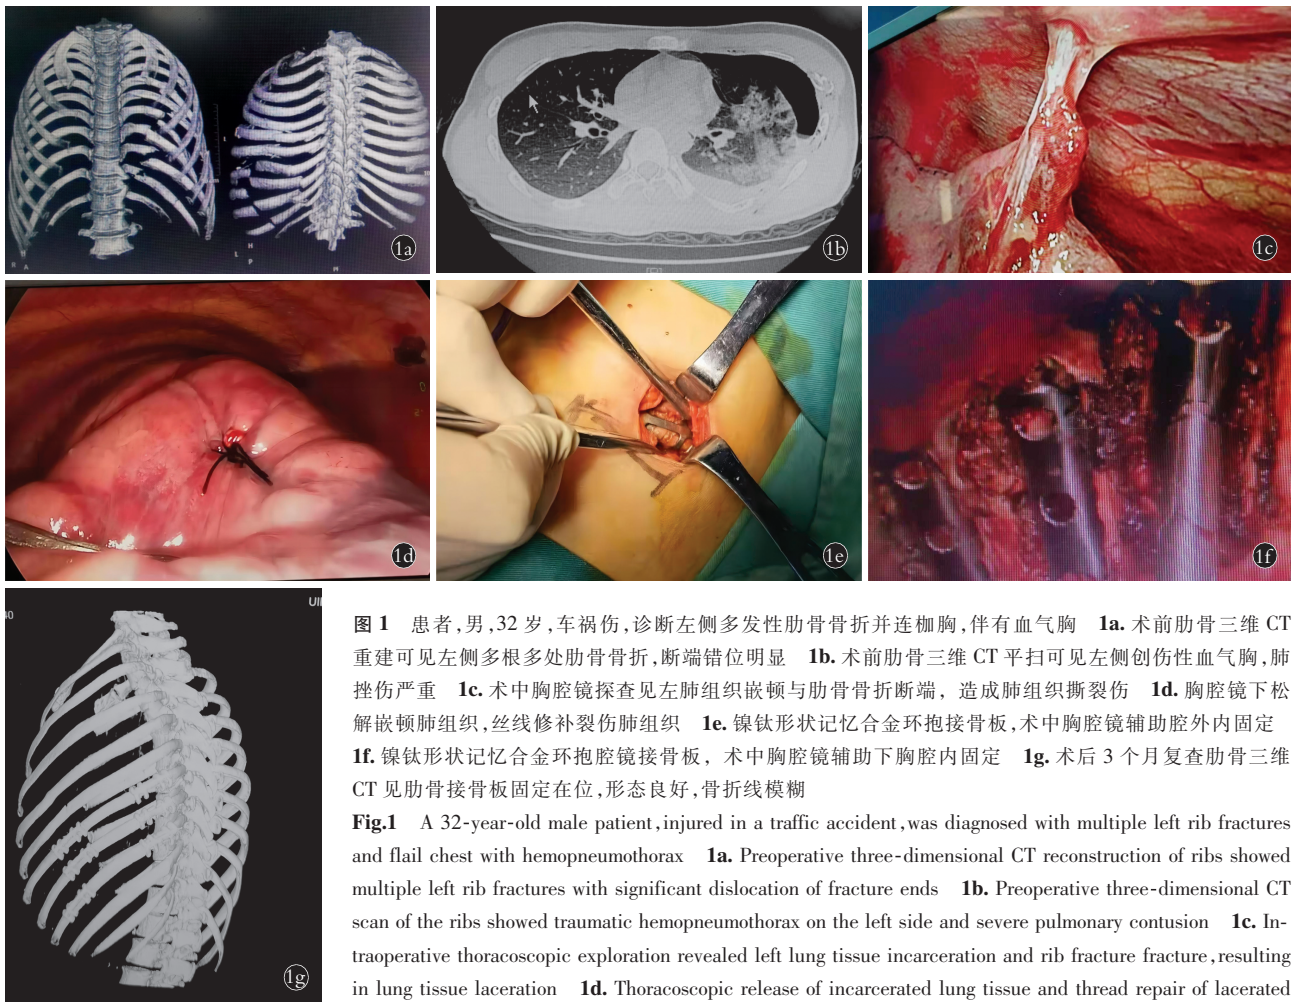 1a
1b
1c
1d
1e
1f
40
UII
1g
图 1 患者,男,32 岁,车祸伤,诊断左侧多发性肋骨骨折并连枷胸,伴有血气胸 1a. 术前肋骨三维 CT
重建可见左侧多根多处肋骨骨折,断端错位明显 1b. 术前肋骨三维 CT 平扫可见左侧创伤性血气胸,肺
挫伤严重 1c. 术中胸腔镜探查见左肺组织嵌顿与肋骨骨折断端,造成肺组织撕裂伤 1d. 胸腔镜下松
解嵌顿肺组织,丝线修补裂伤肺组织 1e. 镍钛形状记忆合金环抱接骨板,术中胸腔镜辅助腔外内固定
1f. 镍钛形状记忆合金环抱腔镜接骨板,术中胸腔镜辅助下胸腔内固定 1g. 术后 3 个月复查肋骨三维
CT 见肋骨接骨板固定在位,形态良好,骨折线模糊
Fig.1 A 32-year-old male patient,injured in a traffic accident,was diagnosed with multiple left rib fractures
and flail chest with hemopneumothorax 1a. Preoperative three-dimensional CT reconstruction of ribs showed
multiple left rib fractures with significant dislocation of fracture ends 1b. Preoperative three-dimensional CT
scan of the ribs showed traumatic hemopneumothorax on the left side and severe pulmonary contusion 1c. In-
traoperative thoracoscopic exploration revealed left lung tissue incarceration and rib fracture fracture,resulting
in lung tissue laceration 1d. Thoracoscopic release of incarcerated lung tissue and thread repair of lacerated